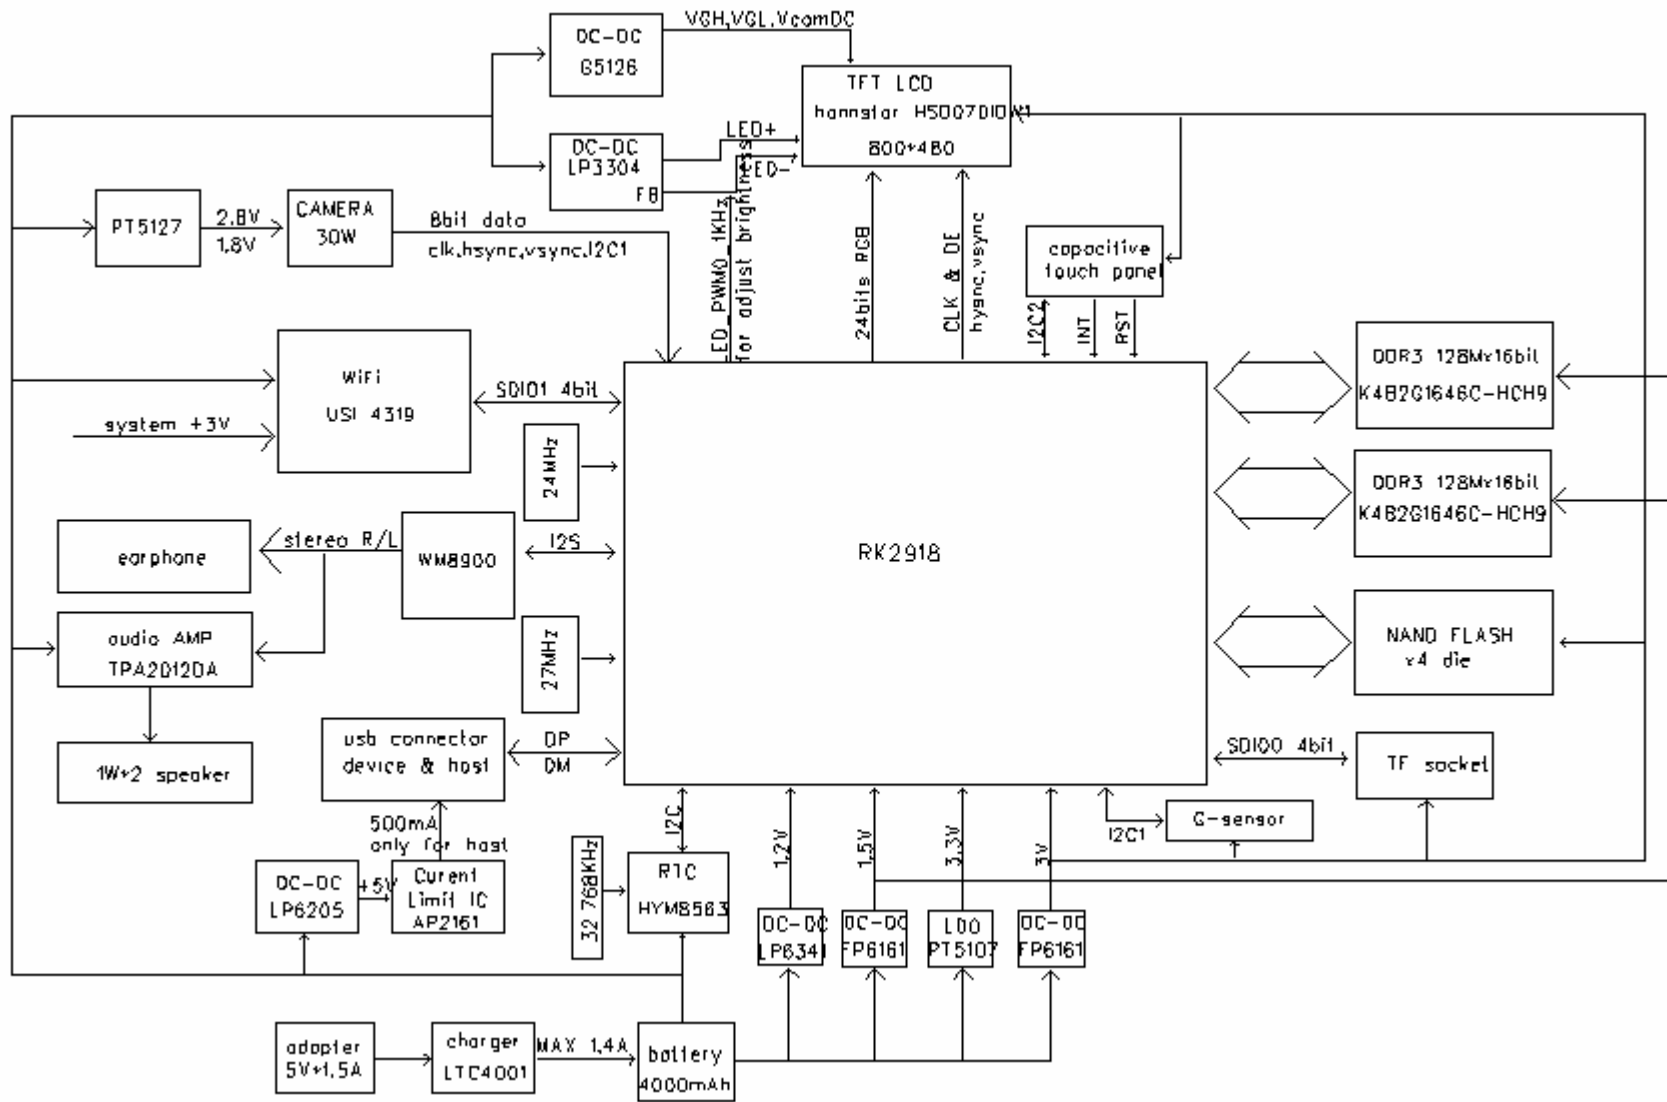 VGH,VGL,VcomDC
DC-DC
G5126
TFT LCD
hannstar HSD07DIDW1
800*480
DC-DC
LP3304
FB
LED+
LED-
PT5127
2.8V
1.8V
CAMERA
30W
8bit data
clk,hsync,vsync,I2C1
LED_PWM0_1KHz
for adjust brightness
24bits RGB
CLK & DE
hysnc,vsync
capacitive
touch panel
I2C2
INT
RST
WiFi
USI 4319
system +3V
SDIO1 4bit
24MHz
DDR3 128Mx16bit
K4B2G1646C-HCH9
DDR3 128Mx16bit
K4B2G1646C-HCH9
earphone
stereo R/L
WM8900
I2S
RK2918
audio AMP
TPA2012DA
27MHz
NAND FLASH
x4 die
1W*2 speaker
usb connector
device & host
DP
DM
SDIO0 4bit
TF socket
500mA
only for host
I2C
1.2V
1.5V
3.3V
3V
I2C1
G-sensor
DC-DC
LP6205
+5V
Curent
Limit IC
AP2161
32 768KHz
RTC
HYM8563
DC-DC
LP6341
DC-DC
FP6161
LDO
PT5107
DC-DC
FP6161
adapter
5V*1.5A
charger
LTC4001
MAX 1.4A
battery
4000mAh